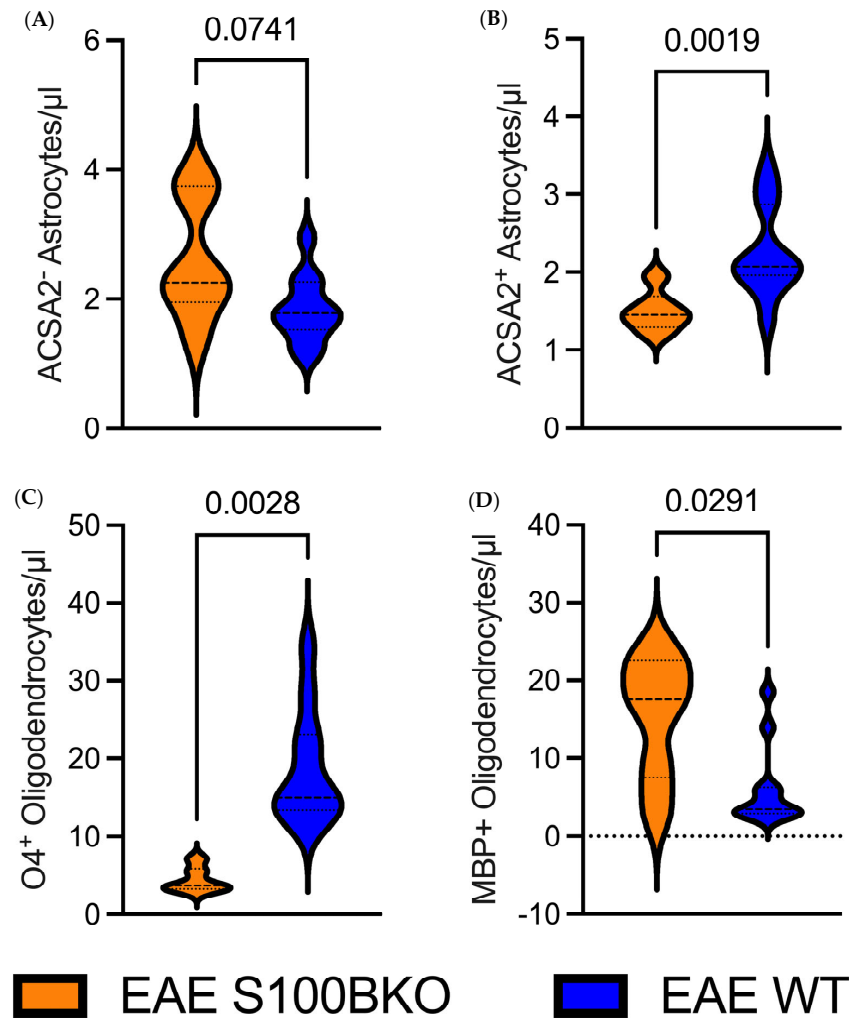 (A)
0.0741
ACSA2⁻ Astrocytes/µl
6
4
2
0
(B)
0.0019
ACSA2⁺ Astrocytes/µl
5
4
3
2
1
0
(C)
0.0028
O4⁺ Oligodendrocytes/µl
50
40
30
20
10
0
(D)
0.0291
MBP+ Oligodendrocytes/µl
40
30
20
10
0
-10
EAE S100BKO
EAE WT